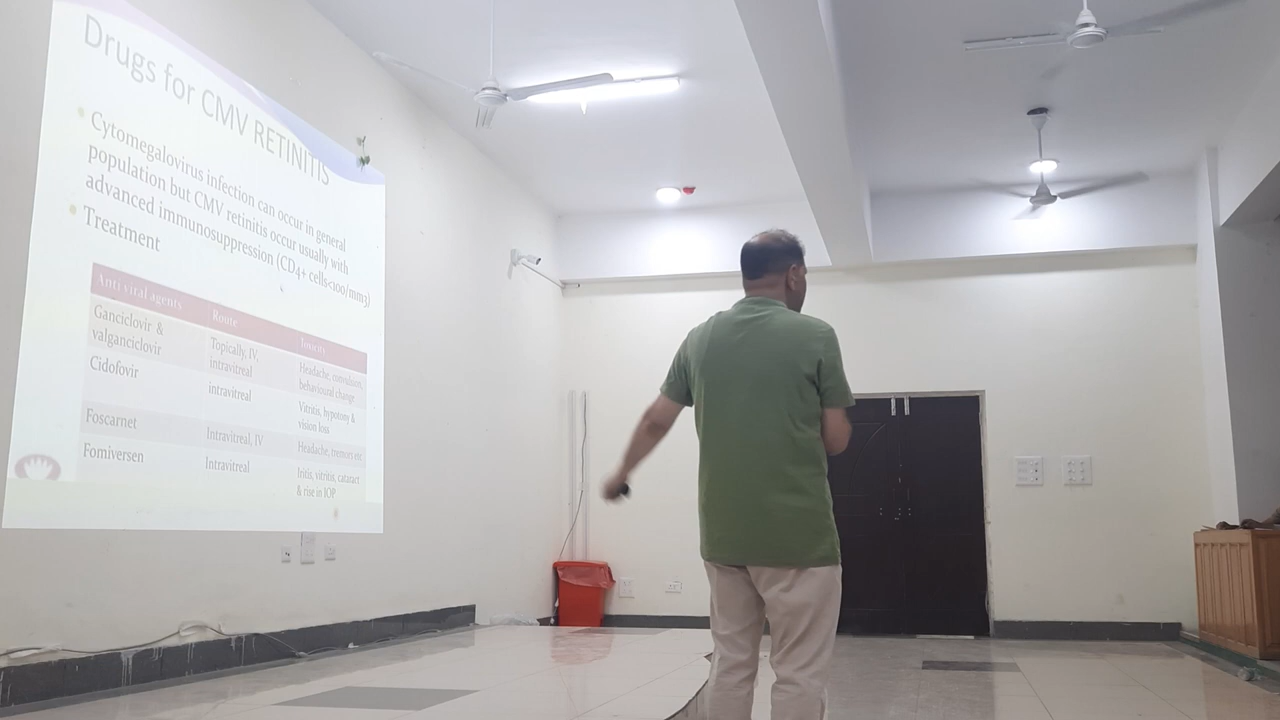 Drugs for CMV RETINITIS
Cytomegalovirus infection can occur in general
population but CMV retinitis occur usually with
advanced immunosuppression (CD4+ cells<100/mm3)
Treatment
Anti viral agents Route Toxicity
Ganciclovir & valganciclovir Topically, IV, intravitreal Headache, convulsion, behavioural change
Cidofovir intravitreal Vitritis, hypotony & vision loss
Foscarnet Intravitreal, IV Headache, tremors etc
Fomiversen Intravitreal Iritis, vitritis, cataract & rise in IOP